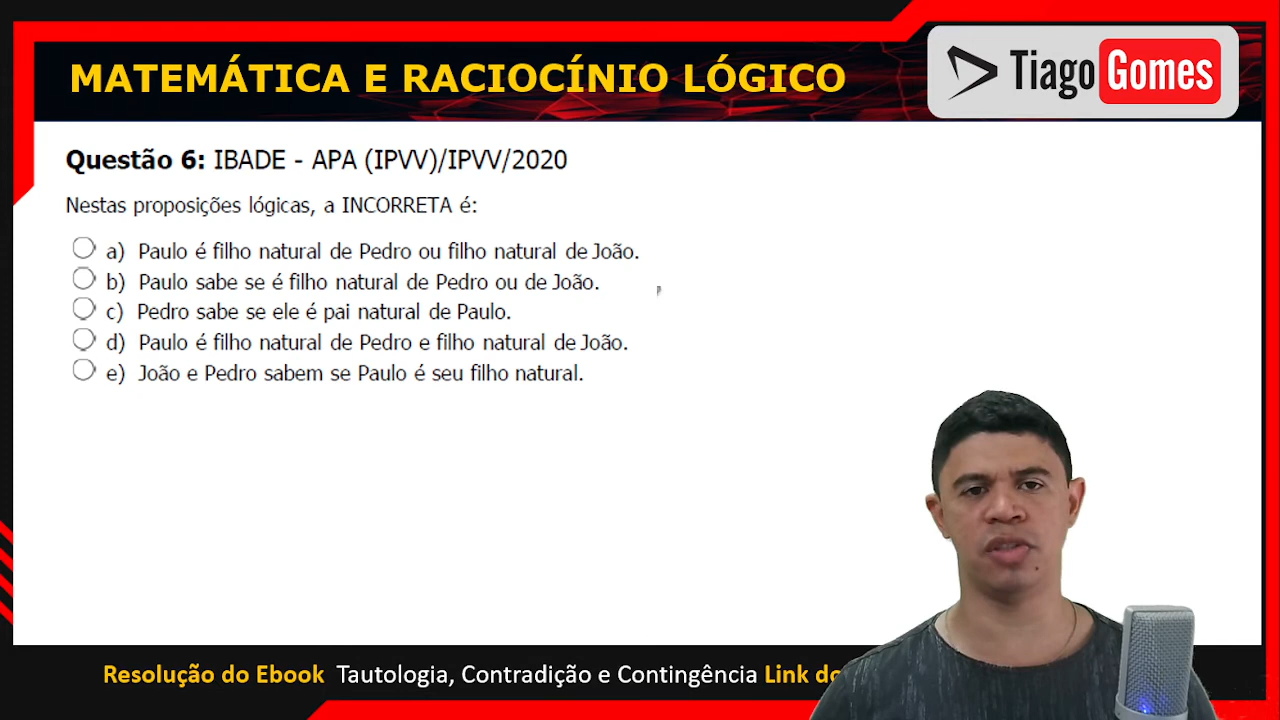 MATEMÁTICA E RACIOCÍNIO LÓGICO
Tiago Gomes
Questão 6: IBADE - APA (IPVV)/IPVV/2020
Nestas proposições lógicas, a INCORRETA é:
a) Paulo é filho natural de Pedro ou filho natural de João.
b) Paulo sabe se é filho natural de Pedro ou de João.
c) Pedro sabe se ele é pai natural de Paulo.
d) Paulo é filho natural de Pedro e filho natural de João.
e) João e Pedro sabem se Paulo é seu filho natural.
Resolução do Ebook Tautologia, Contradição e Contingência Link do